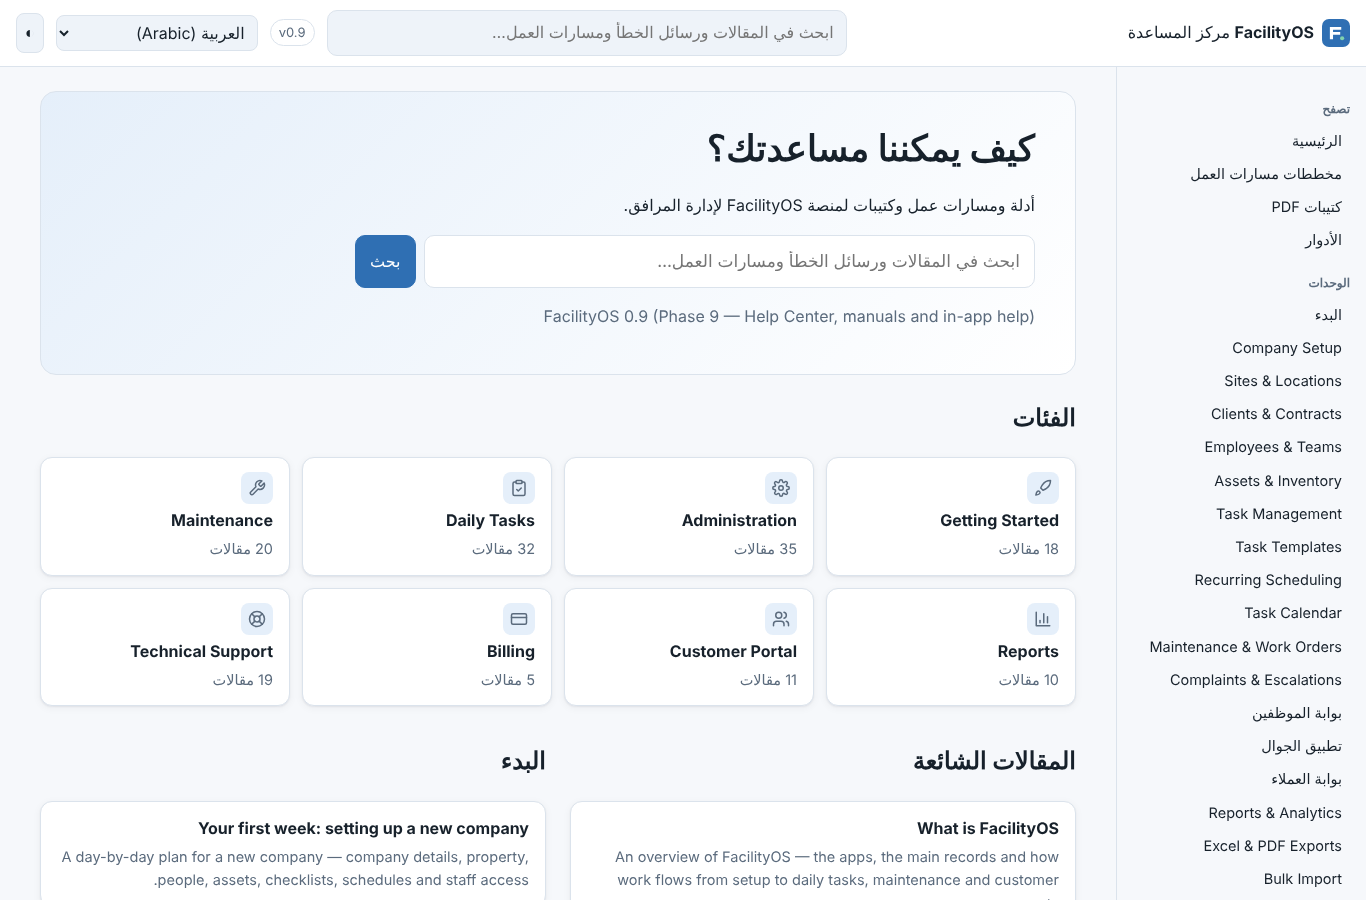 FacilityOS مركز المساعدة
ابحث في المقالات ورسائل الخطأ ومسارات العمل...
v0.9
العربية (Arabic)
تصفح
الرئيسية
مخططات مسارات العمل
كتيبات PDF
الأدوار
الوحدات
البدء
Company Setup
Sites & Locations
Clients & Contracts
Employees & Teams
Assets & Inventory
Task Management
Task Templates
Recurring Scheduling
Task Calendar
Maintenance & Work Orders
Complaints & Escalations
بوابة الموظفين
تطبيق الجوال
بوابة العملاء
Reports & Analytics
Excel & PDF Exports
Bulk Import
كيف يمكننا مساعدتك؟
أدلة ومسارات عمل وكتيبات لمنصة FacilityOS لإدارة المرافق.
ابحث في المقالات ورسائل الخطأ ومسارات العمل...
بحث
FacilityOS 0.9 (Phase 9 — Help Center, manuals and in-app help)
الفئات
Getting Started
18 مقالات
Administration
35 مقالات
Daily Tasks
32 مقالات
Maintenance
20 مقالات
Reports
10 مقالات
Customer Portal
11 مقالات
Billing
5 مقالات
Technical Support
19 مقالات
المقالات الشائعة
What is FacilityOS
An overview of FacilityOS — the apps, the main records and how
work flows from setup to daily tasks, maintenance and customer
البدء
Your first week: setting up a new company
A day-by-day plan for a new company — company details, property,
people, assets, checklists, schedules and staff access.